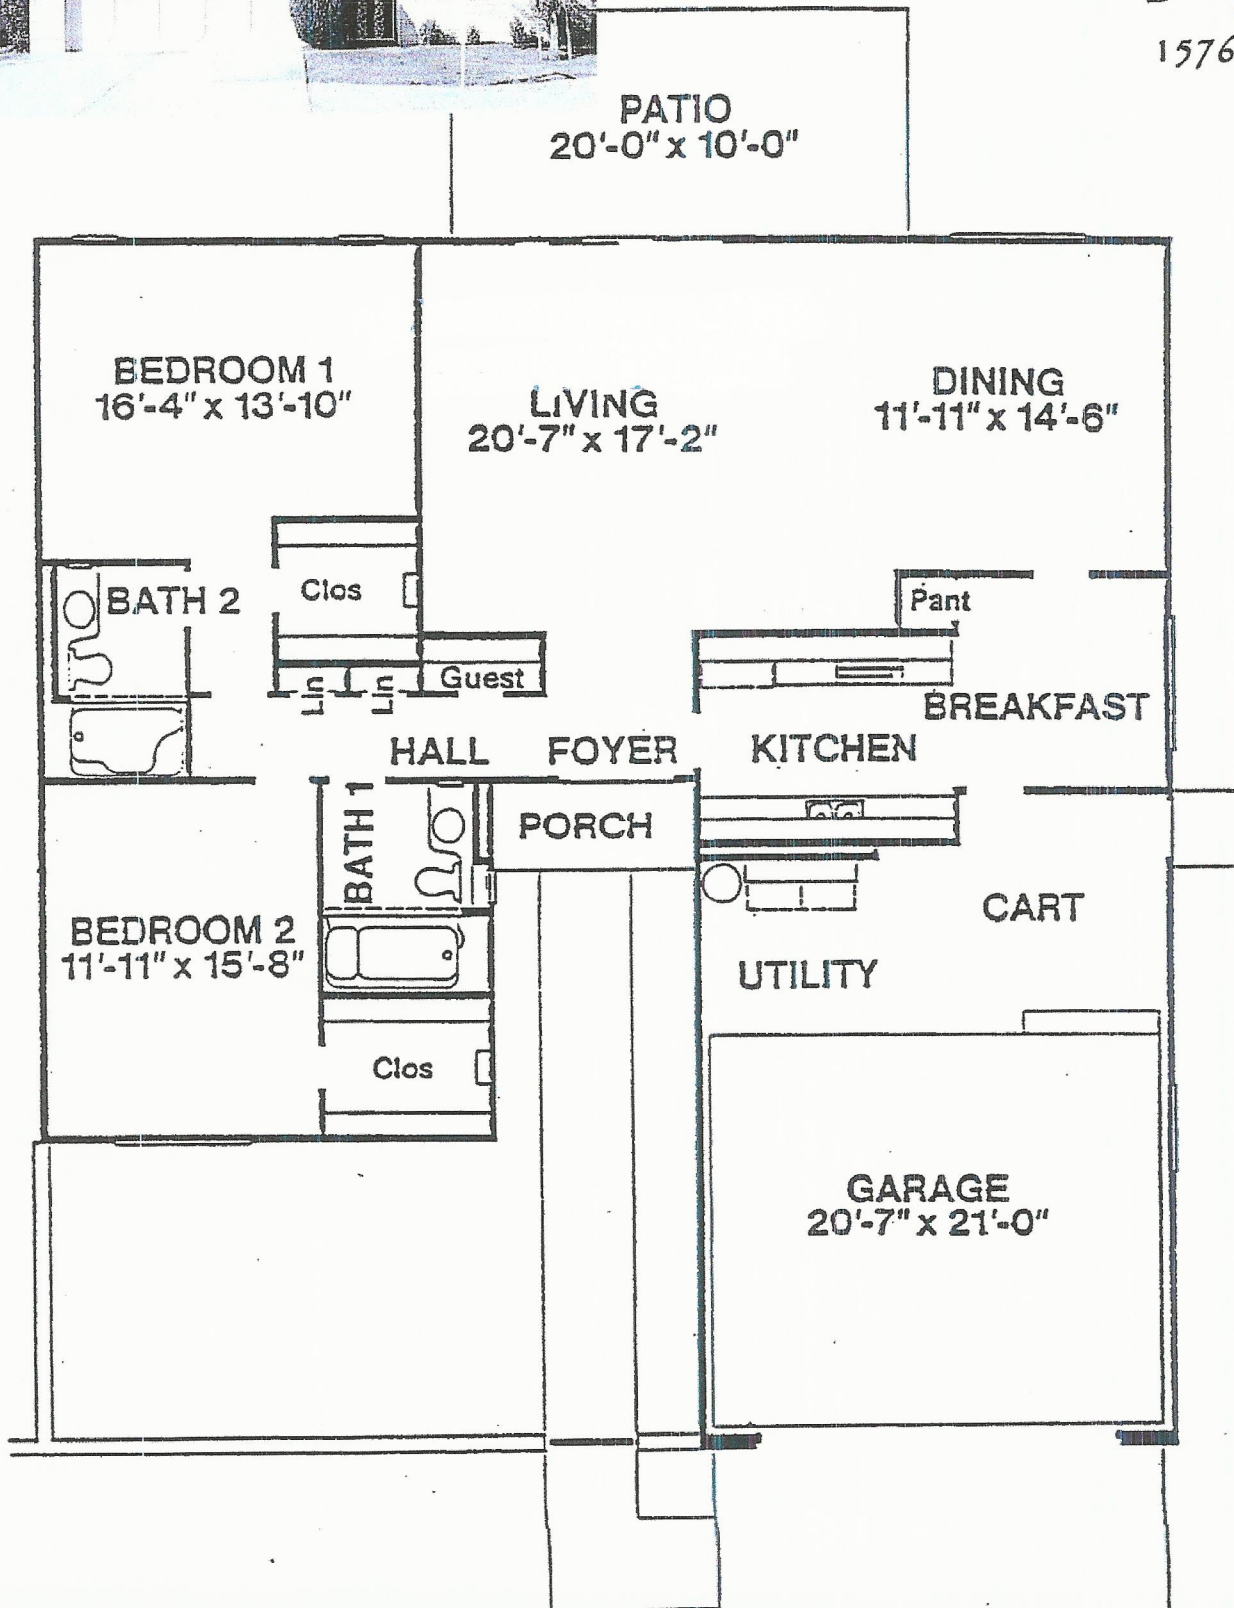 1576
PATIO
20'-0" x 10'-0"
BEDROOM 1
16'-4" x 13'-10"
LIVING
20'-7" x 17'-2"
DINING
11'-11" x 14'-6"
BATH 2
Clos
Pant
Lin
Lin
Guest
BREAKFAST
HALL
FOYER
KITCHEN
BATH 1
PORCH
BEDROOM 2
11'-11" x 15'-8"
CART
UTILITY
Clos
GARAGE
20'-7" x 21'-0"